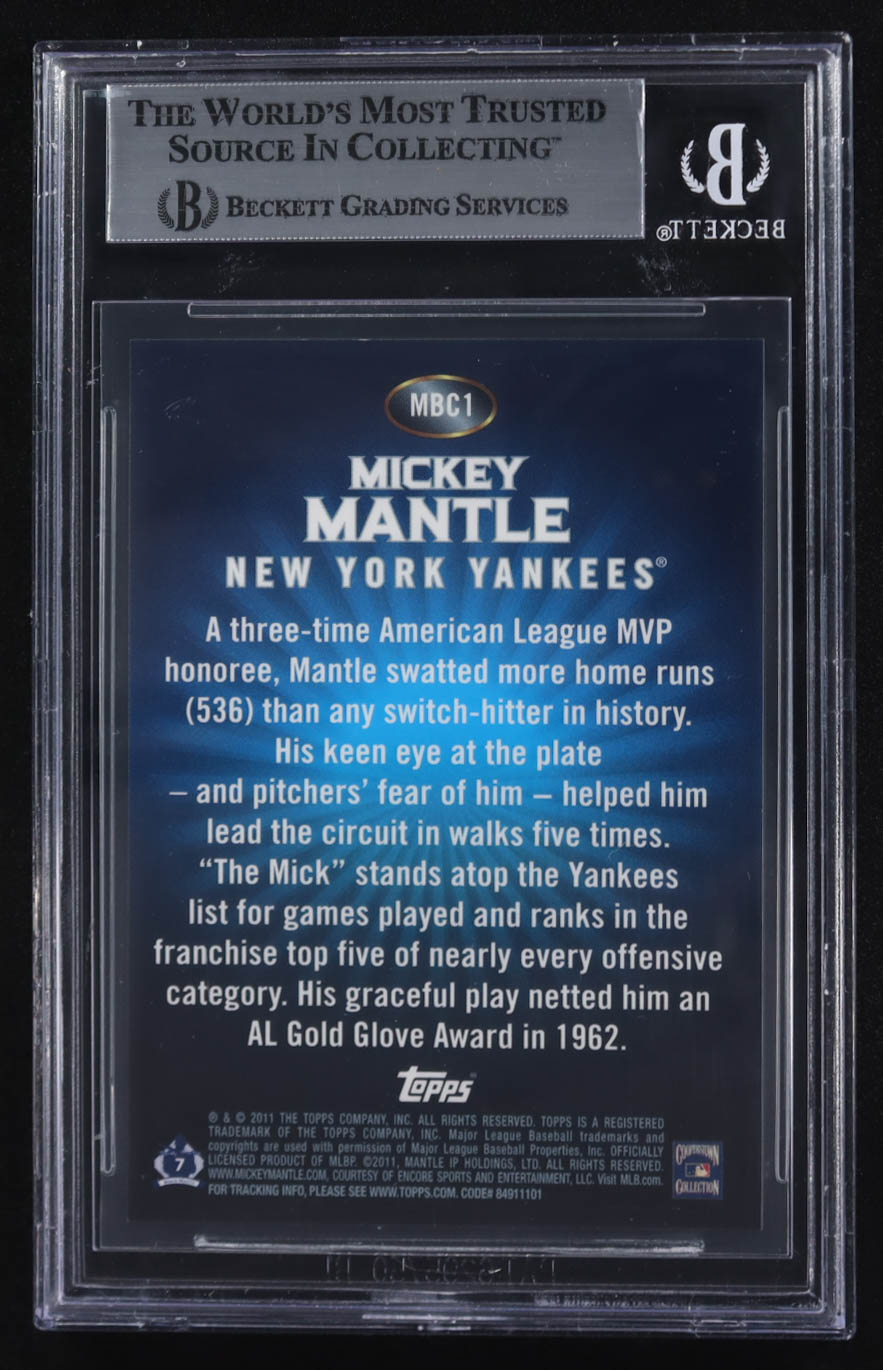 THE WORLD'S MOST TRUSTED
SOURCE IN COLLECTING™
B BECKETT GRADING SERVICES
B
BECKETT®
MBC1
MICKEY
MANTLE
NEW YORK YANKEES®
A three-time American League MVP
honoree, Mantle swatted more home runs
(536) than any switch-hitter in history.
His keen eye at the plate
– and pitchers' fear of him – helped him
lead the circuit in walks five times.
“The Mick” stands atop the Yankees
list for games played and ranks in the
franchise top five of nearly every offensive
category. His graceful play netted him an
AL Gold Glove Award in 1962.
Topps
® & © 2011 THE TOPPS COMPANY, INC. ALL RIGHTS RESERVED. TOPPS IS A REGISTERED
TRADEMARK OF THE TOPPS COMPANY, INC. Major League Baseball trademarks and
copyrights are used with permission of Major League Baseball Properties, Inc. OFFICIALLY
LICENSED PRODUCT OF MLBP. ©2011, MANTLE IP HOLDINGS, LTD. ALL RIGHTS RESERVED.
WWW.MICKEYMANTLE.COM, COURTESY OF ENCORE SPORTS AND ENTERTAINMENT, LLC. Visit MLB.com.
FOR TRACKING INFO, PLEASE SEE WWW.TOPPS.COM. CODE# 84911101
7
COOPERSTOWN
COLLECTION